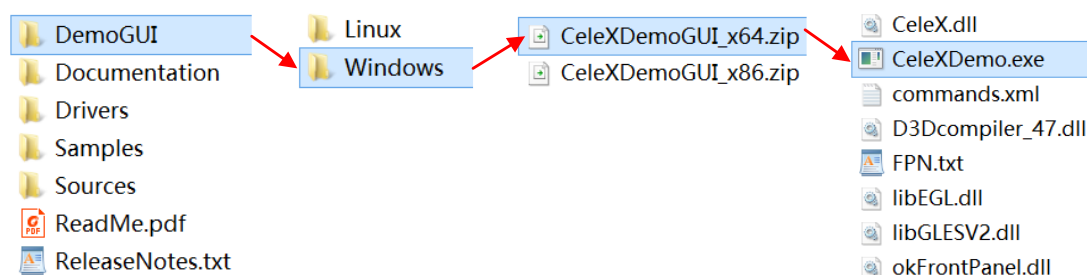 DemoGUI
Documentation
Drivers
Samples
Sources
ReadMe.pdf
ReleaseNotes.txt
Linux
Windows
CeleXDemoGUI_x64.zip
CeleXDemoGUI_x86.zip
CeleX.dll
CeleXDemo.exe
commands.xml
D3Dcompiler_47.dll
FPN.txt
libEGL.dll
libGLESV2.dll
okFrontPanel.dll